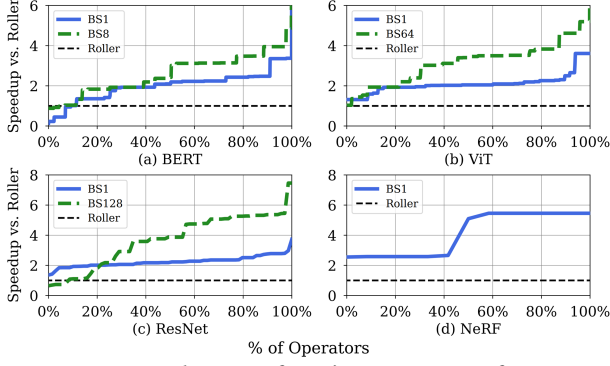 Speedup vs. Roller
6
4
2
0
BS1
BS8
Roller
0% 20% 40% 60% 80% 100%
(a) BERT
6
4
2
0
BS1
BS64
Roller
0% 20% 40% 60% 80% 100%
(b) ViT
Speedup vs. Roller
8
6
4
2
0
BS1
BS128
Roller
0% 20% 40% 60% 80% 100%
(c) ResNet
8
6
4
2
0
BS1
Roller
0% 20% 40% 60% 80% 100%
(d) NeRF
% of Operators